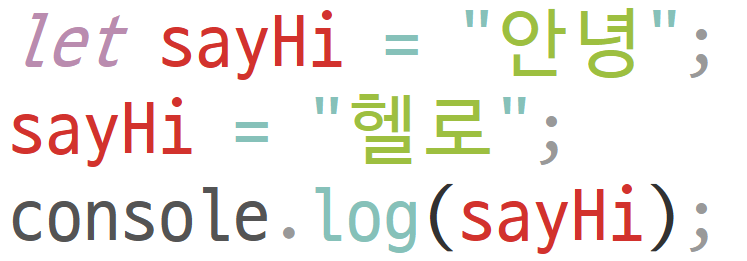 let sayHi = "안녕";
sayHi = "헬로";
console.log(sayHi);